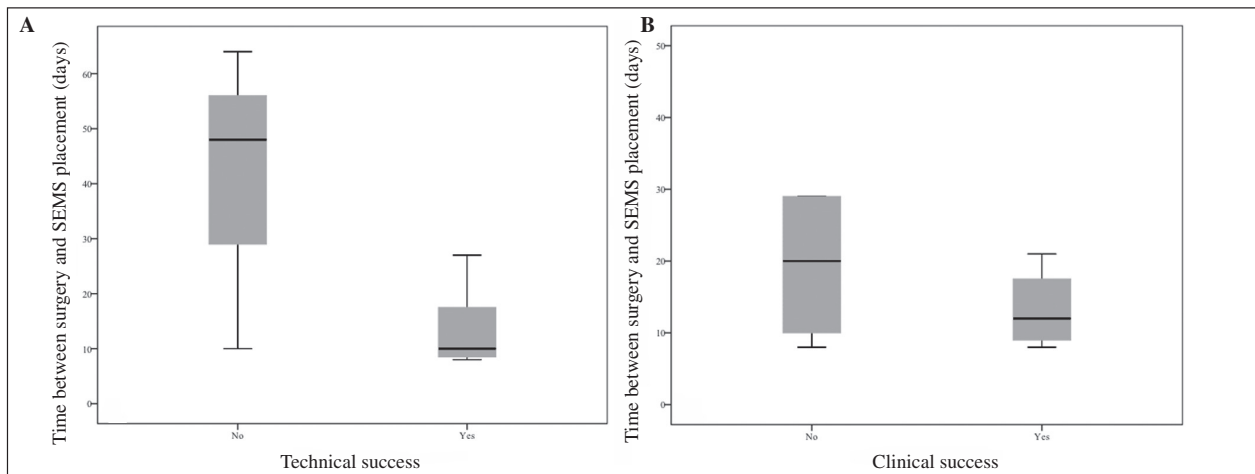 A
Time between surgery and SEMS placement (days)
60
50
40
30
20
10
0
No
Yes
Technical success
B
Time between surgery and SEMS placement (days)
50
40
30
20
10
0
No
Yes
Clinical success